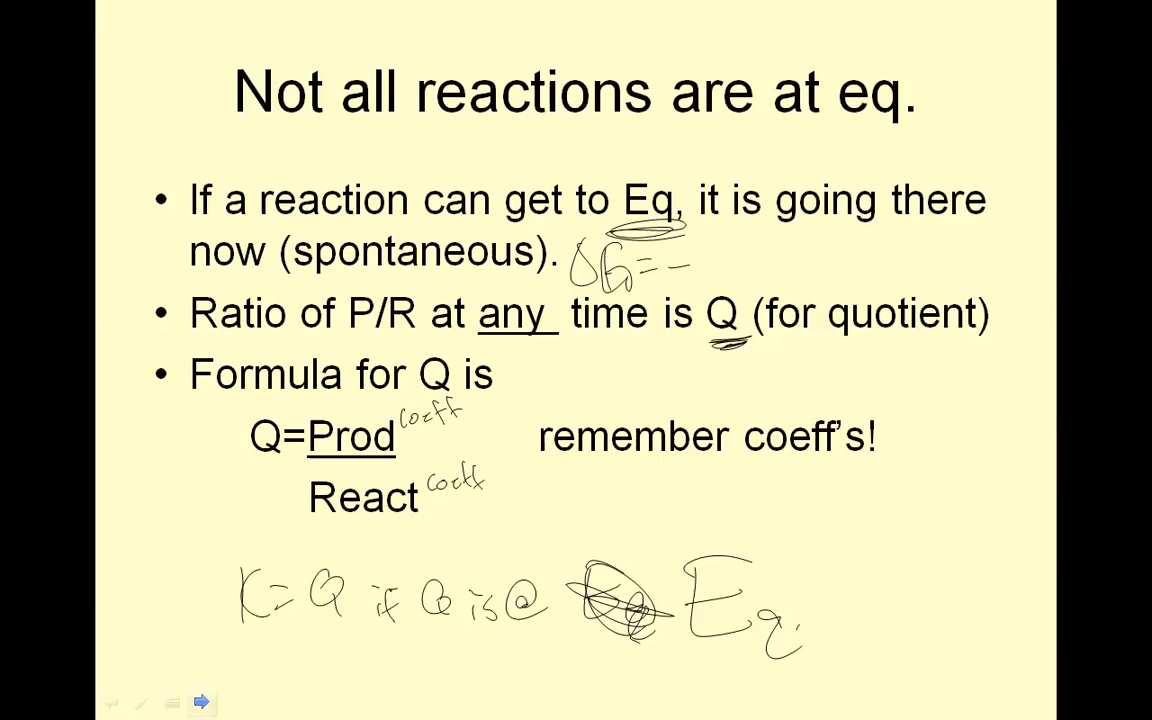 Not all reactions are at eq.
• If a reaction can get to Eq, it is going there
now (spontaneous). ΔG = -
• Ratio of P/R at any time is Q (for quotient)
• Formula for Q is
Q=Prod coeff remember coeff's!
React coeff
K = Q if Q is @ Eq.